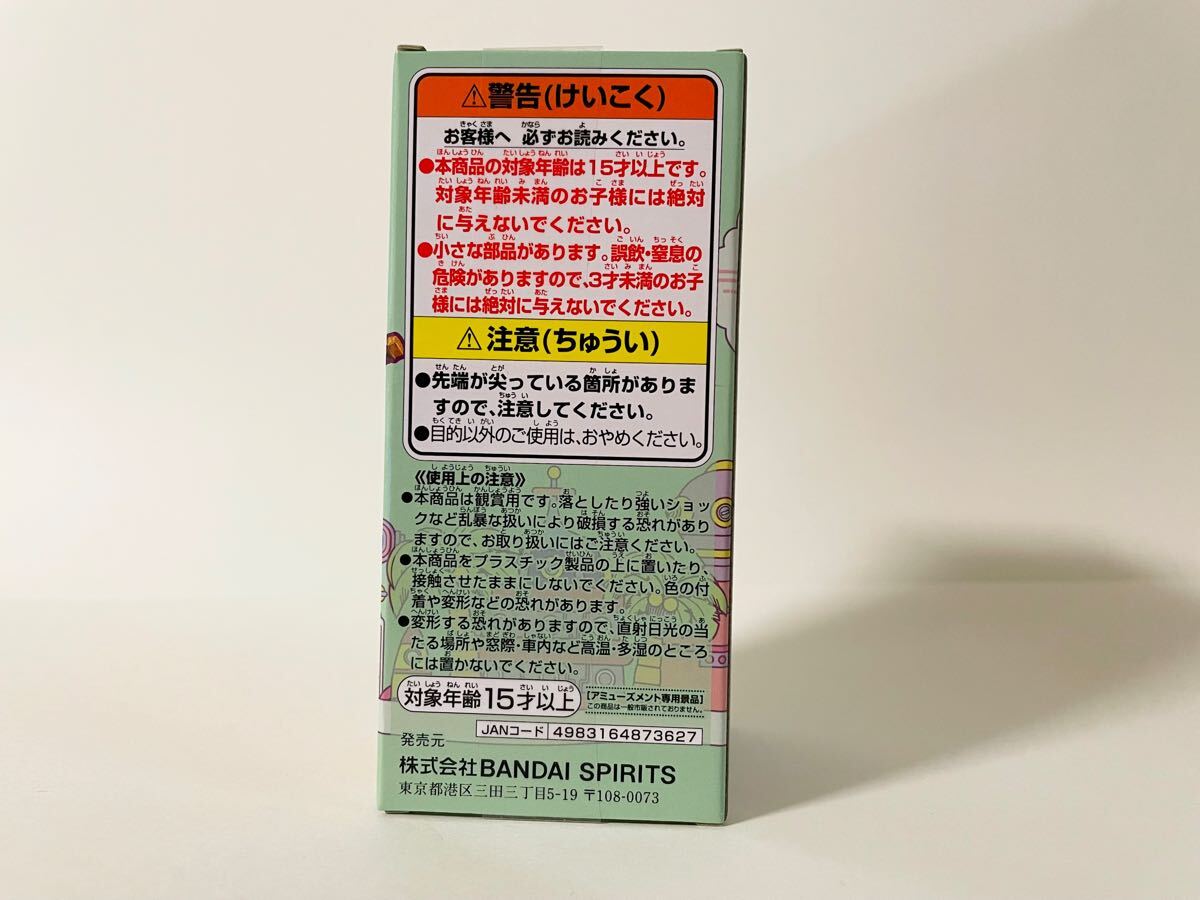 ⚠警告(けいこく)
お客様へ 必ずお読みください。
●本商品の対象年齢は15才以上です。
対象年齢未満のお子様には絶対
に与えないでください。
●小さな部品があります。誤飲・窒息の
危険がありますので、3才未満のお子
様には絶対に与えないでください。
⚠注意(ちゅうい)
●先端が尖っている箇所がありま
すので、注意してください。
●目的以外のご使用は、おやめください。
《使用上の注意》
●本商品は観賞用です。落としたり強いショッ
クなど乱暴な扱いにより破損する恐れがあり
ますので、お取り扱いにはご注意ください。
●本商品をプラスチック製品の上に置いたり、
接触させたままにしないでください。色の付
着や変形などの恐れがあります。
●変形する恐れがありますので、直射日光の当
たる場所や窓際・車内など高温・多湿のところ
には置かないでください。
対象年齢15才以上
[アミューズメント専用景品]
この商品は一般市販されておりません。
JANコード 4983164873627
発売元
株式会社BANDAI SPIRITS
東京都港区三田三丁目5-19 〒108-0073